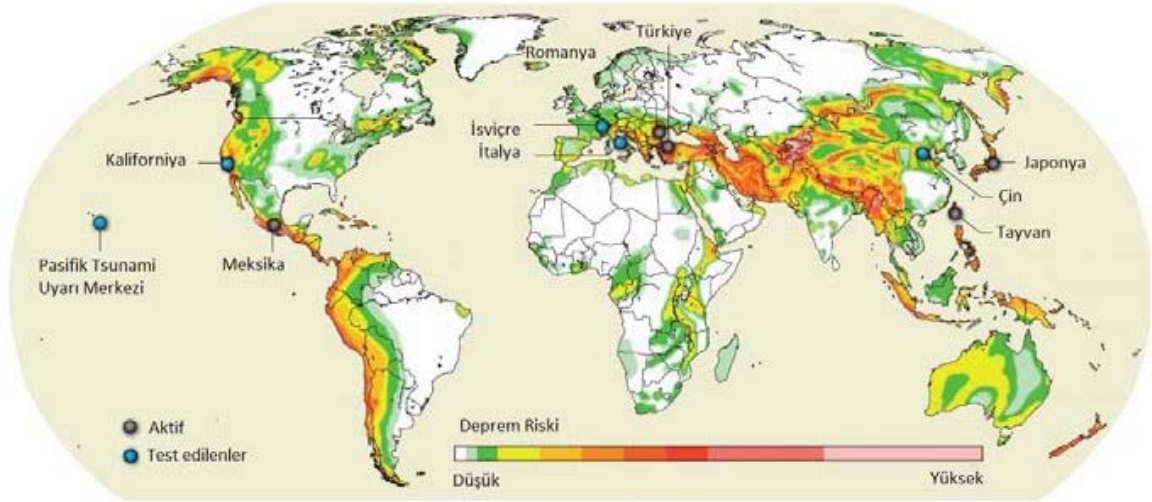 Türkiye
Romanya
İsviçre
İtalya
Kaliforniya
Japonya
Çin
Tayvan
Pasifik Tsunami
Uyarı Merkezi
Meksika
Aktif
Test edilenler
Deprem Riski
Düşük
Yüksek